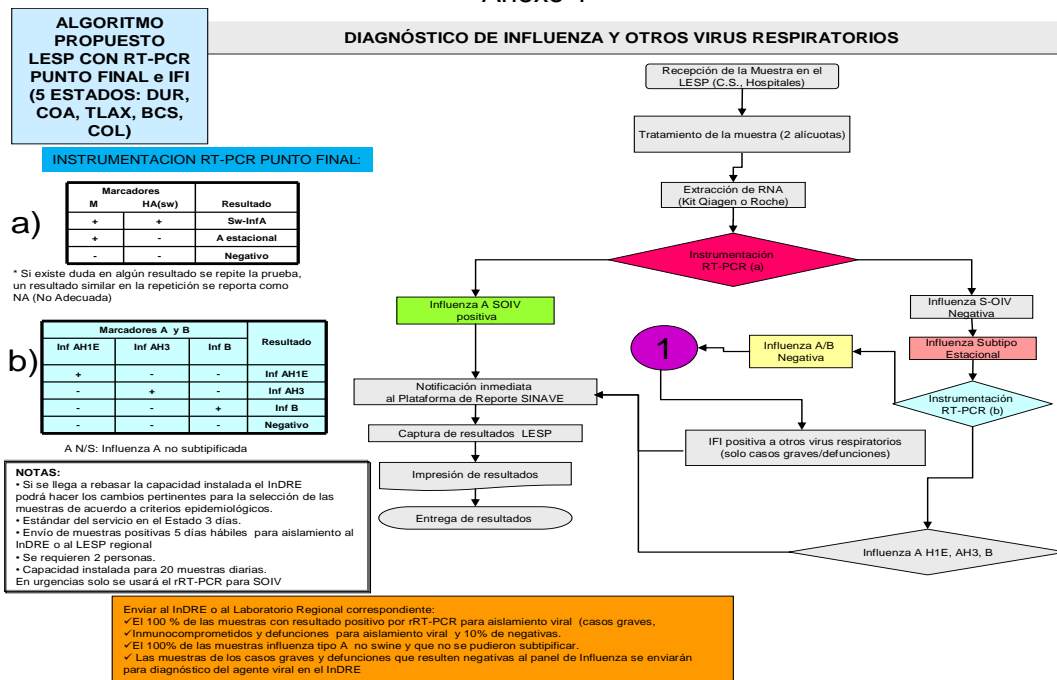 ALGORITMO
PROPUESTO
LESP CON RT-PCR
PUNTO FINAL e IFI
(5 ESTADOS: DUR,
COA, TLAX, BCS,
COL)
DIAGNÓSTICO DE INFLUENZA Y OTROS VIRUS RESPIRATORIOS
INSTRUMENTACION RT-PCR PUNTO FINAL:
a)
Marcadores
M HA(sw) Resultado
+ + Sw-InfA
+ - A estacional
- - Negativo
* Si existe duda en algún resultado se repite la prueba,
un resultado similar en la repetición se reporta como
NA (No Adecuada)
b)
Marcadores A y B
Inf AH1E Inf AH3 Inf B Resultado
+ - - Inf AH1E
- + - Inf AH3
- - + Inf B
- - - Negativo
A N/S: Influenza A no subtipificada
NOTAS:
• Si se llega a rebasar la capacidad instalada el InDRE
podrá hacer los cambios pertinentes para la selección de las
muestras de acuerdo a criterios epidemiológicos.
• Estándar del servicio en el Estado 3 días.
• Envío de muestras positivas 5 días hábiles para aislamiento al
InDRE o al LESP regional
• Se requieren 2 personas.
• Capacidad instalada para 20 muestras diarias.
En urgencias solo se usará el rRT-PCR para SOIV
Recepción de la Muestra en el
LESP (C.S., Hospitales)
Tratamiento de la muestra (2 alícuotas)
Extracción de RNA
(Kit Qiagen o Roche)
Instrumentación
RT-PCR (a)
Influenza A SOIV
positiva
Influenza S-OIV
Negativa
Influenza Subtipo
Estacional
Instrumentación
RT-PCR (b)
Influenza A/B
Negativa
1
Notificación inmediata
al Plataforma de Reporte SINAVE
Captura de resultados LESP
Impresión de resultados
Entrega de resultados
IFI positiva a otros virus respiratorios
(solo casos graves/defunciones)
Influenza A H1E, AH3, B
Enviar al InDRE o al Laboratorio Regional correspondiente:
✓El 100 % de las muestras con resultado positivo por rRT-PCR para aislamiento viral (casos graves,
✓Inmunocomprometidos y defunciones para aislamiento viral y 10% de negativas.
✓El 100% de las muestras influenza tipo A no swine y que no se pudieron subtipificar.
✓ Las muestras de los casos graves y defunciones que resulten negativas al panel de Influenza se enviarán
para diagnóstico del agente viral en el InDRE